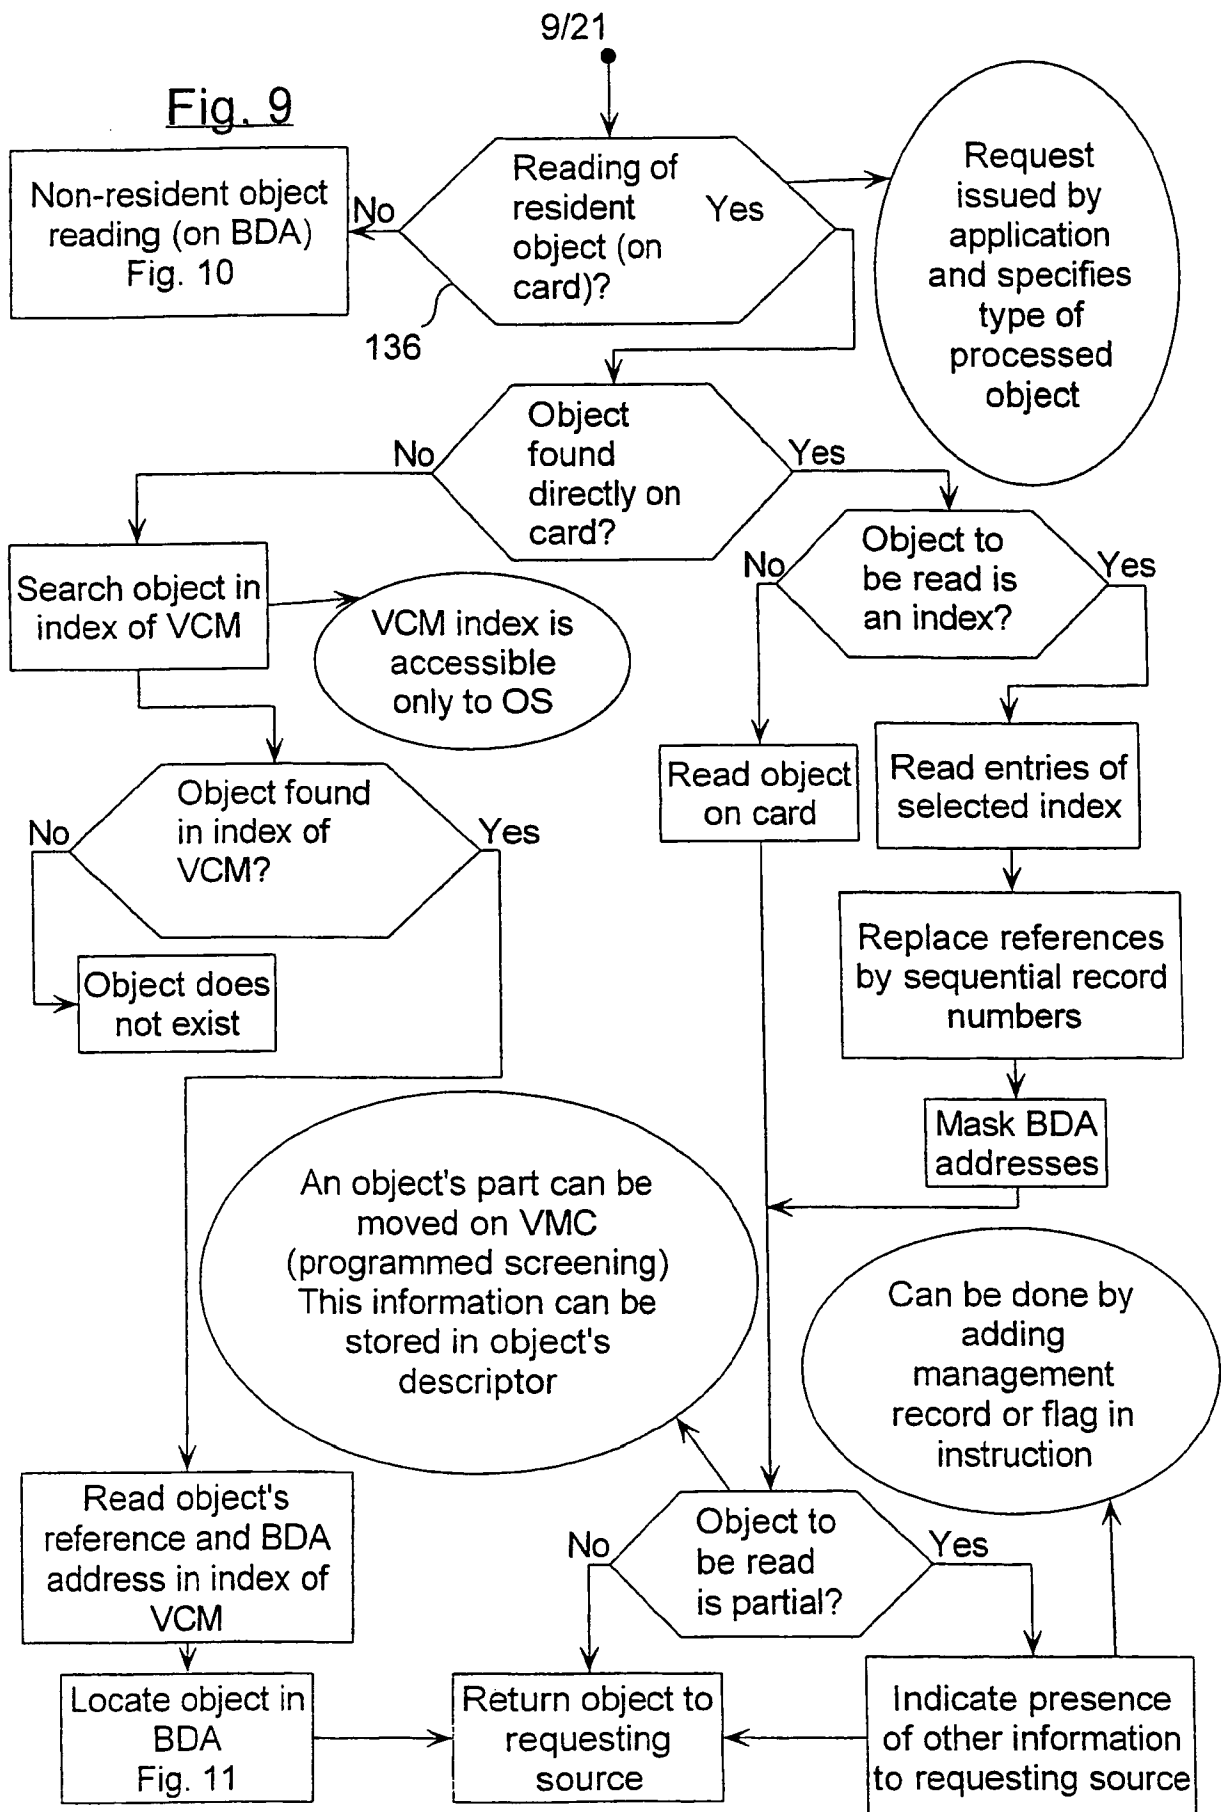 9/21
Fig. 9
Non-resident object
reading (on BDA)
Fig. 10
No
Reading of
resident
object (on
card)?
Yes
136
Request
issued by
application
and specifies
type of
processed
object
No
Object
found
directly on
card?
Yes
Search object in
index of VCM
VCM index is
accessible
only to OS
No
Object to
be read is
an index?
Yes
No
Object found
in index of
VCM?
Yes
Read object
on card
Read entries of
selected index
Object does
not exist
Replace references
by sequential record
numbers
Mask BDA
addresses
An object's part can be
moved on VMC
(programmed screening)
This information can be
stored in object's
descriptor
Can be done by
adding
management
record or flag in
instruction
Read object's
reference and BDA
address in index of
VCM
No
Object to
be read
is partial?
Yes
Locate object in
BDA
Fig. 11
Return object to
requesting
source
Indicate presence
of other information
to requesting source